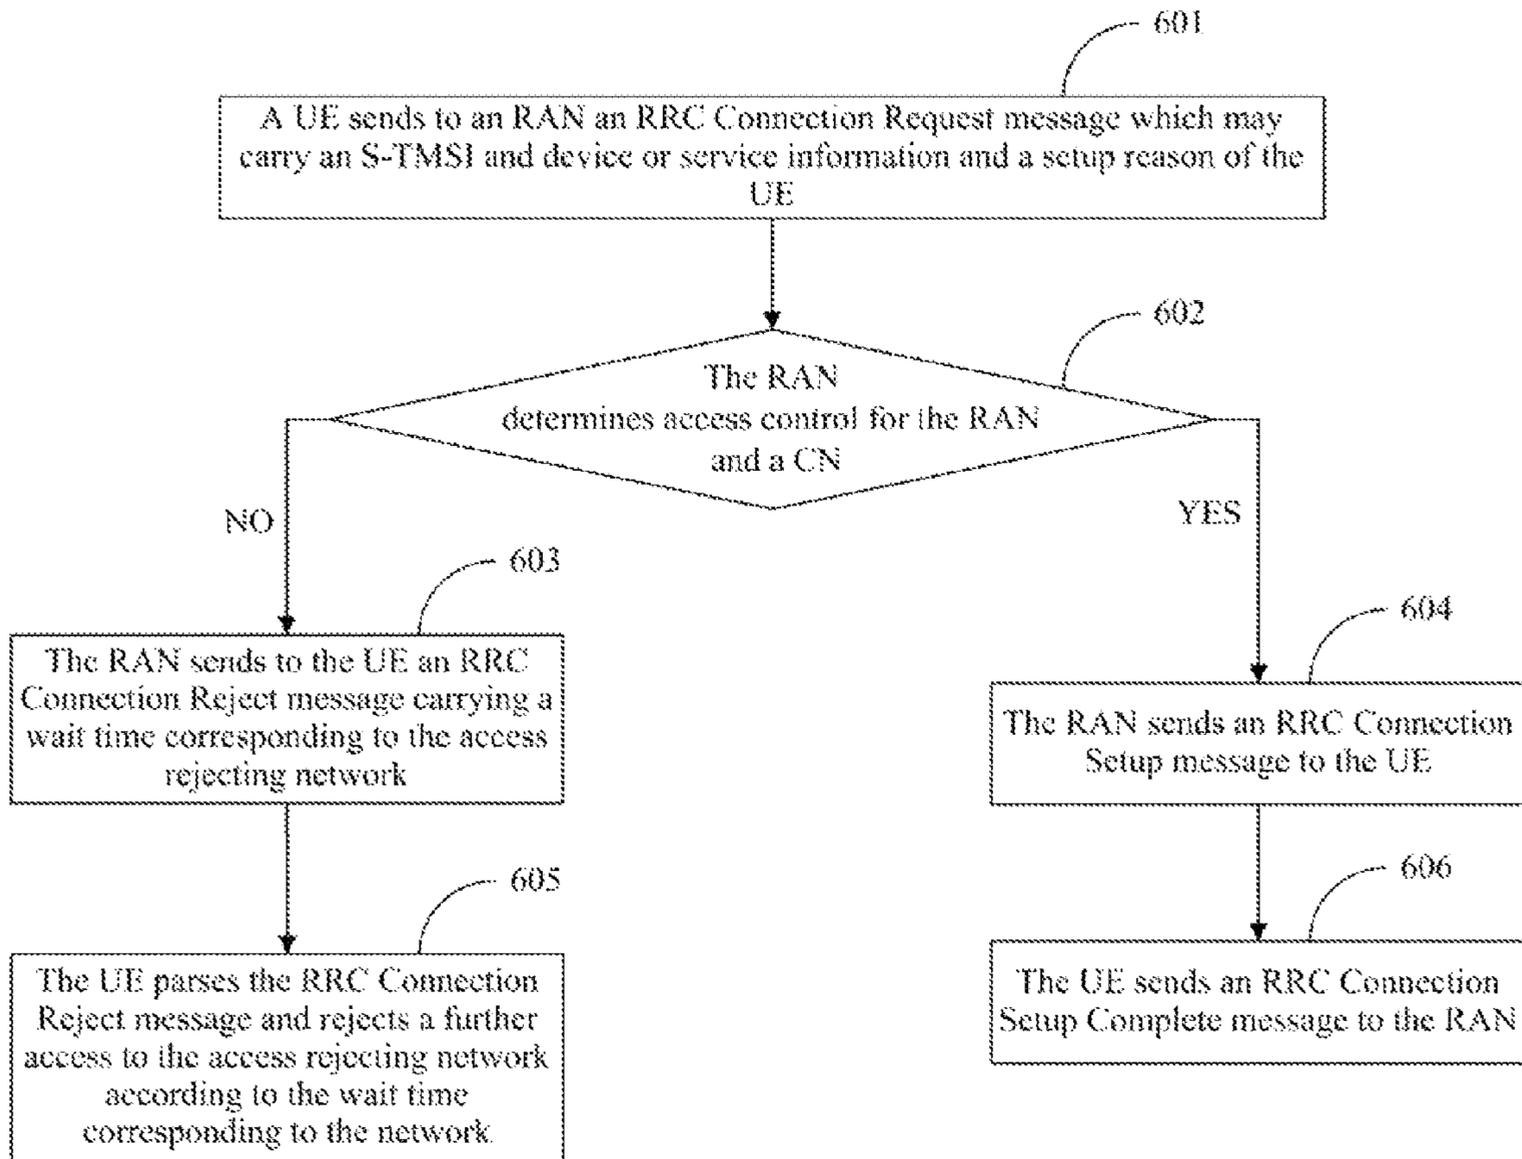 601
A UE sends to an RAN an RRC Connection Request message which may
carry an S-TMSI and device or service information and a setup reason of the
UE
602
The RAN
determines access control for the RAN
and a CN
NO
YES
603
The RAN sends to the UE an RRC
Connection Reject message carrying a
wait time corresponding to the access
rejecting network
604
The RAN sends an RRC Connection
Setup message to the UE
605
The UE parses the RRC Connection
Reject message and rejects a further
access to the access rejecting network
according to the wait time
corresponding to the network
606
The UE sends an RRC Connection
Setup Complete message to the RAN